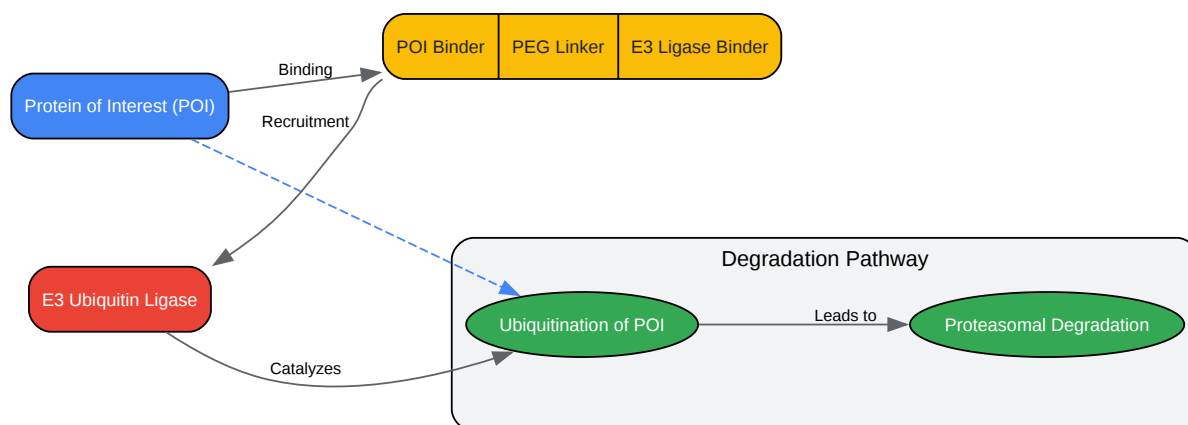 POI Binder
PEG Linker
E3 Ligase Binder
Binding
Protein of Interest (POI)
Recruitment
Degradation Pathway
E3 Ubiquitin Ligase
Ubiquitination of POI
Leads to
Proteasomal Degradation
Catalyzes